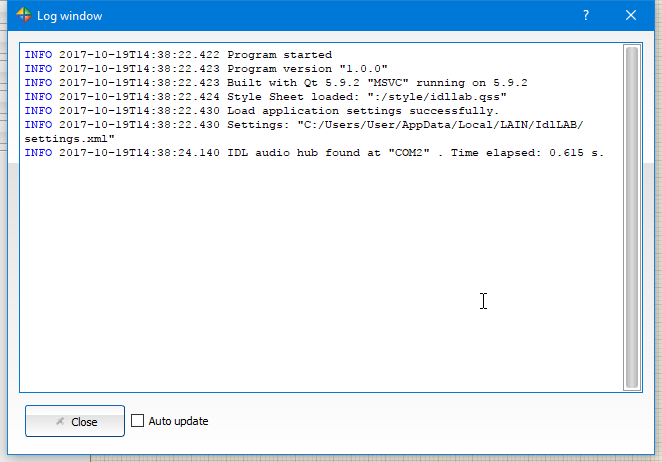 Log window
?
INFO 2017-10-19T14:38:22.422 Program started
INFO 2017-10-19T14:38:22.423 Program version "1.0.0"
INFO 2017-10-19T14:38:22.423 Built with Qt 5.9.2 "MSVC" running on 5.9.2
INFO 2017-10-19T14:38:22.424 Style Sheet loaded: ":/style/idllab.qss"
INFO 2017-10-19T14:38:22.430 Load application settings successfully.
INFO 2017-10-19T14:38:22.430 Settings: "C:/Users/User/AppData/Local/LAIN/IdlLAB/
settings.xml"
INFO 2017-10-19T14:38:24.140 IDL audio hub found at "COM2" . Time elapsed: 0.615 s.
Close
Auto update